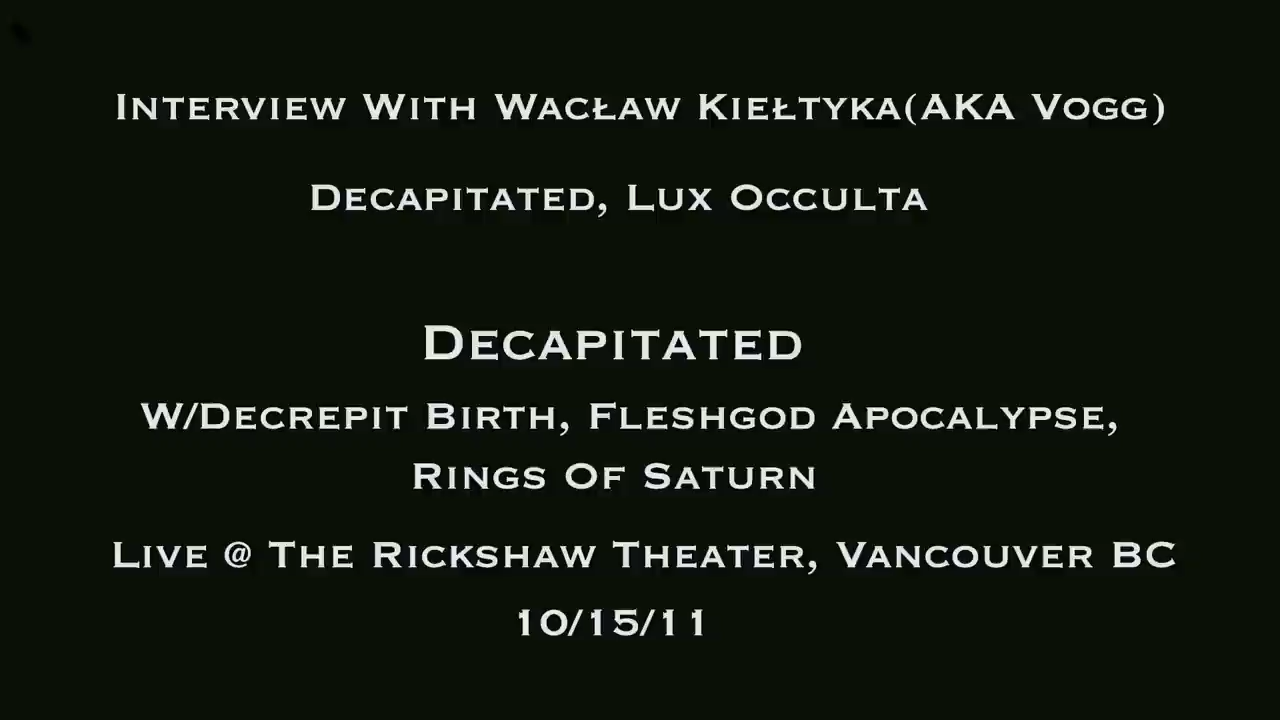 Interview With Wacław Kiełtyka(AKA Vogg)
Decapitated, Lux Occulta
Decapitated
W/Decrepit Birth, Fleshgod Apocalypse,
Rings Of Saturn
Live @ The Rickshaw Theater, Vancouver BC
10/15/11